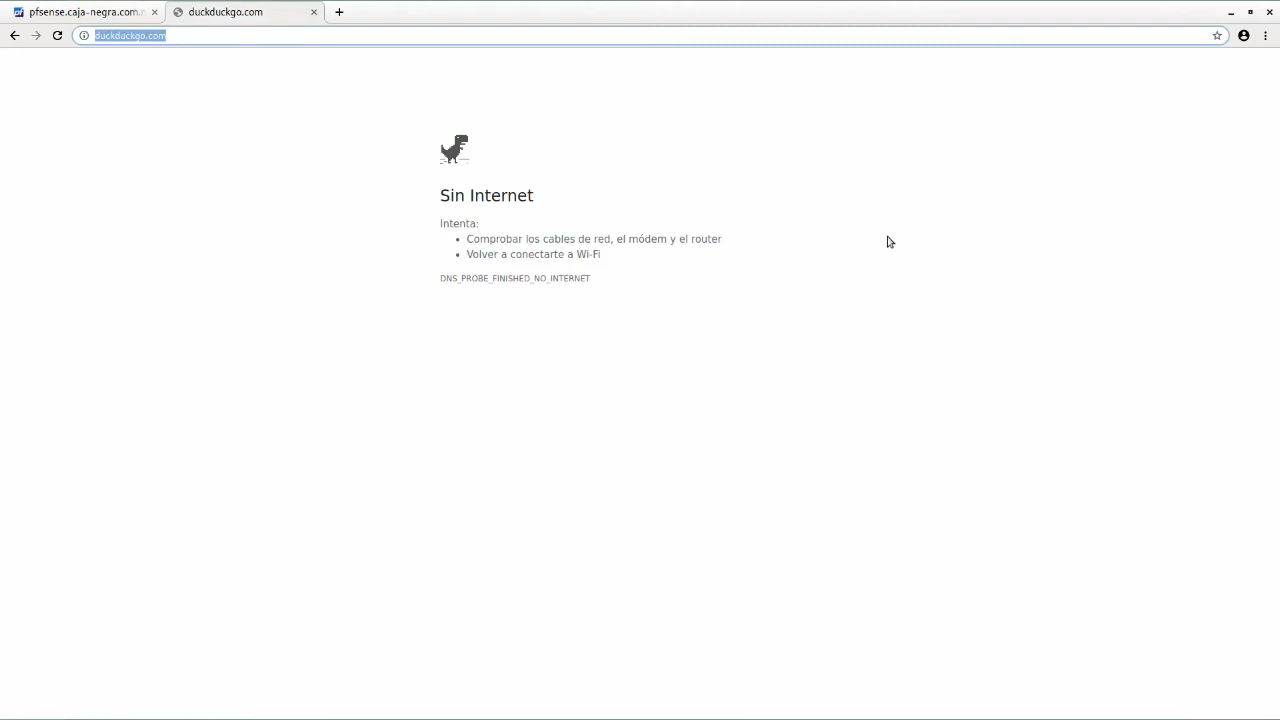 pfsense.caja-negra.com.
duckduckgo.com
duckduckgo.com
Sin Internet
Intenta:
• Comprobar los cables de red, el módem y el router
• Volver a conectarte a Wi-Fi
DNS_PROBE_FINISHED_NO_INTERNET